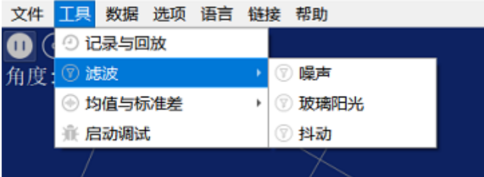 文件 工具 数据 选项 语言 链接 帮助
记录与回放
角度:
滤波
噪声
均值与标准差
玻璃阳光
启动调试
抖动